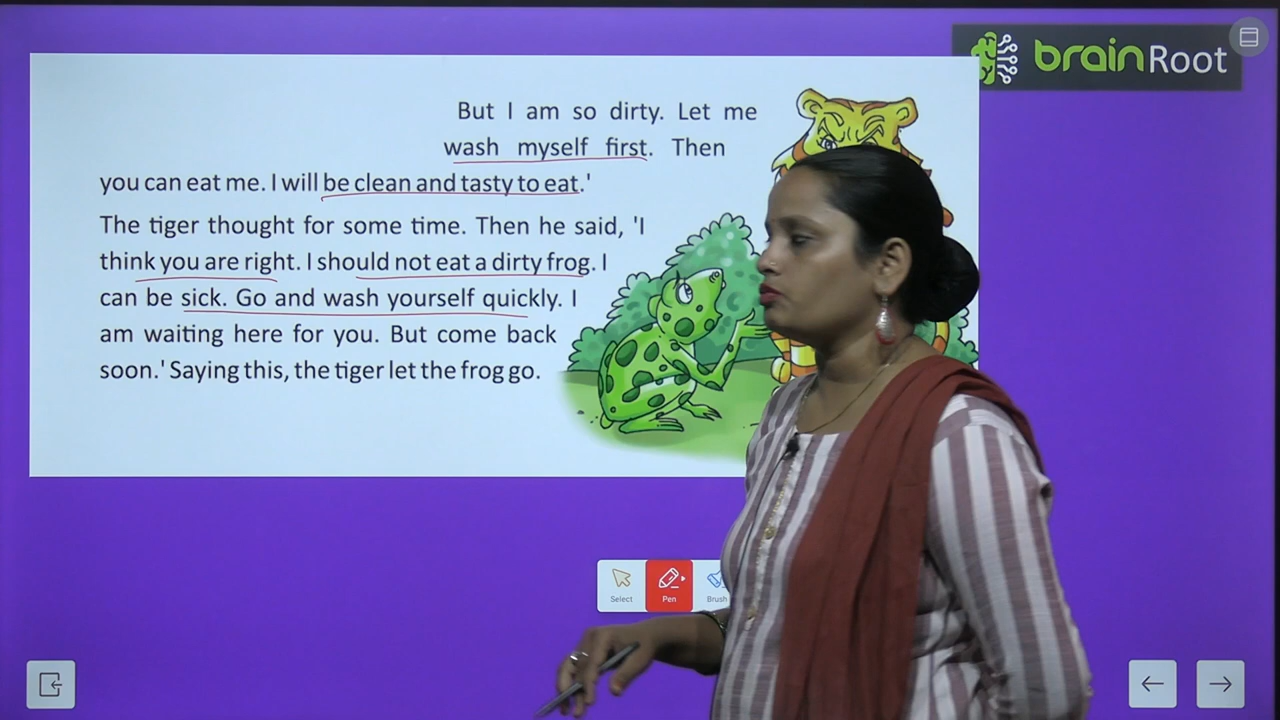 brainRoot
But I am so dirty. Let me
wash myself first. Then
you can eat me. I will be clean and tasty to eat.'
The tiger thought for some time. Then he said, 'I
think you are right. I should not eat a dirty frog. I
can be sick. Go and wash yourself quickly. I
am waiting here for you. But come back
soon.' Saying this, the tiger let the frog go.
Select Pen Brush